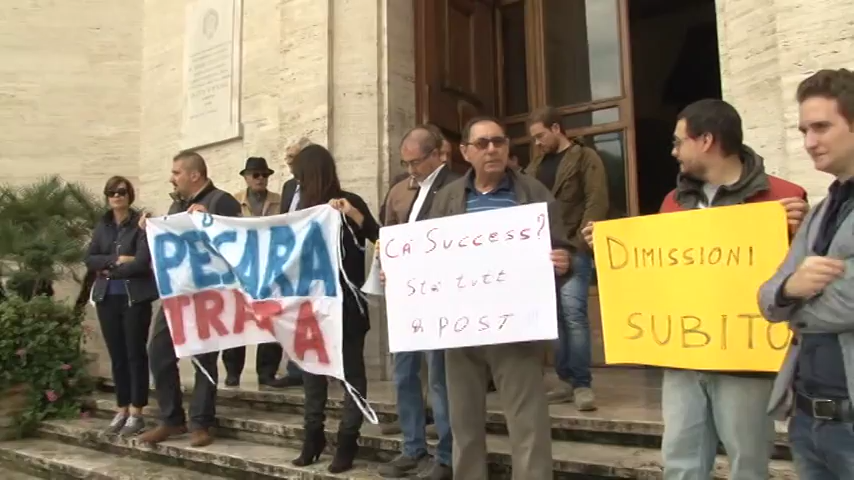 PESCARA
TRA A
CA' SUCCESS?
Sta tutt
a POST
DIMISSIONI
SUBITO